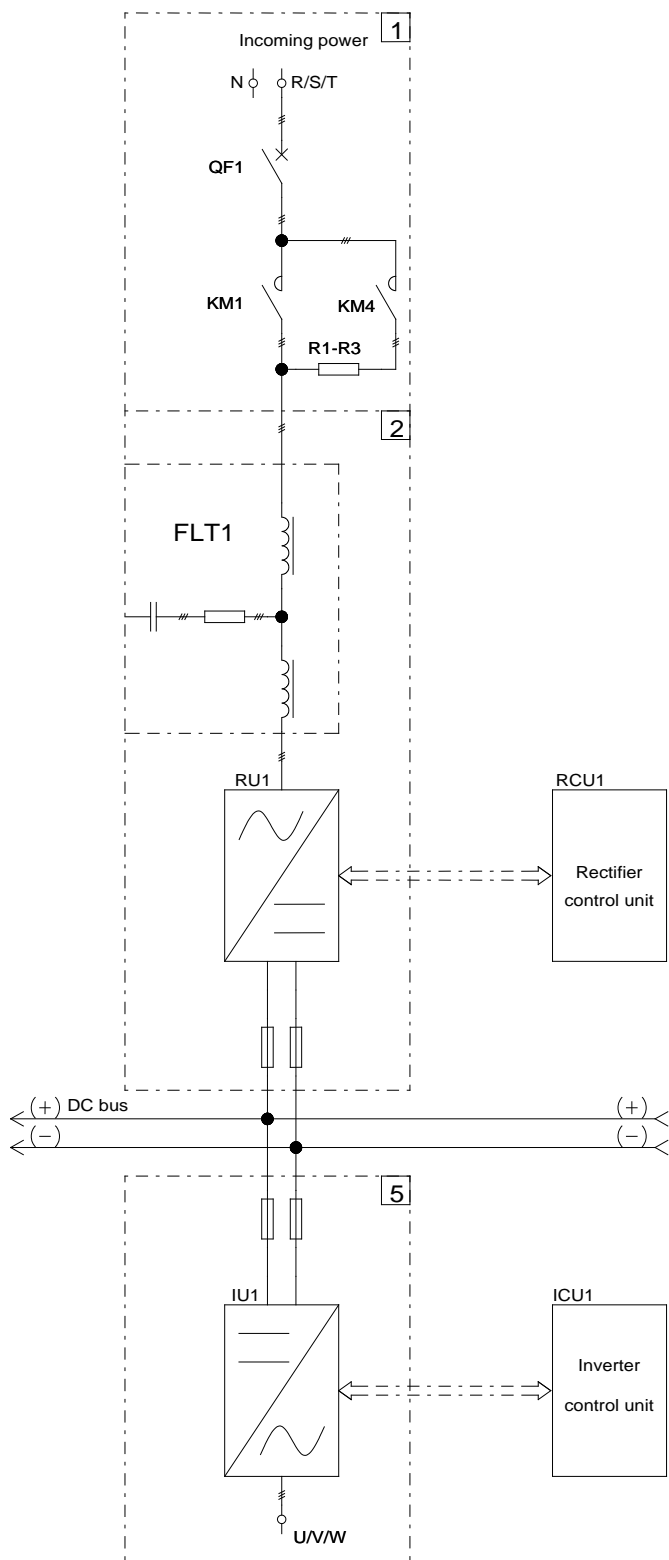 1
Incoming power
N
R/S/T
QF1
KM1
KM4
R1-R3
2
FLT1
RU1
RCU1
Rectifier
control unit
(+) DC bus
(+)
(-)
(-)
5
IU1
ICU1
Inverter
control unit
U/V/W